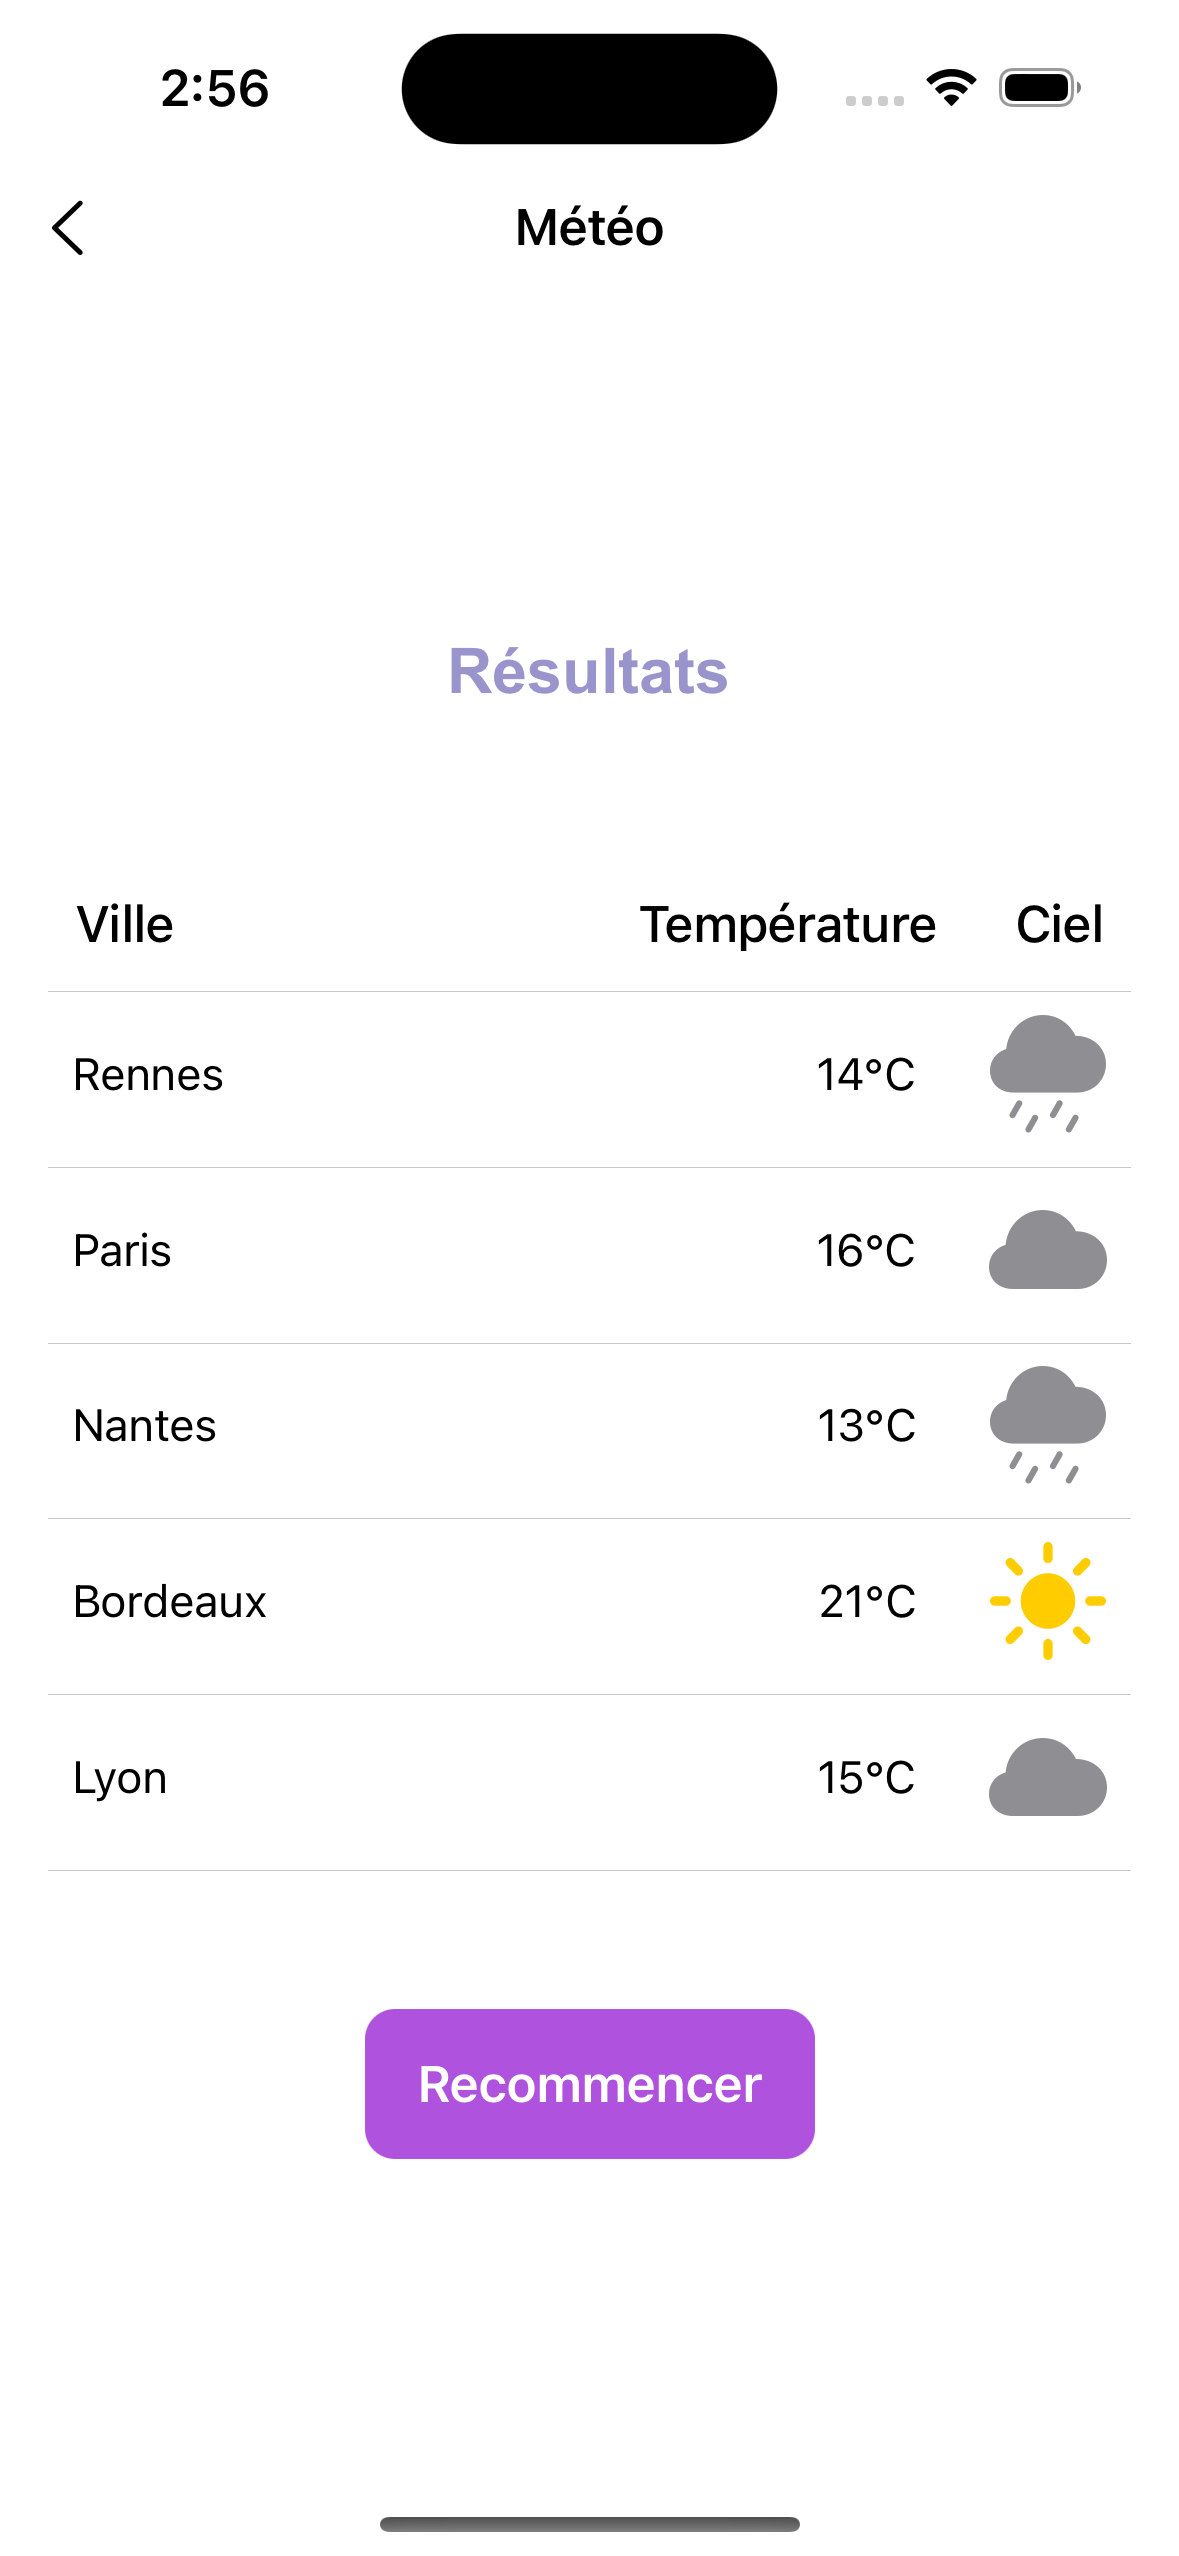 2:56
Météo
Résultats
Ville Température Ciel
Rennes 14°C
Paris 16°C
Nantes 13°C
Bordeaux 21°C
Lyon 15°C
Recommencer